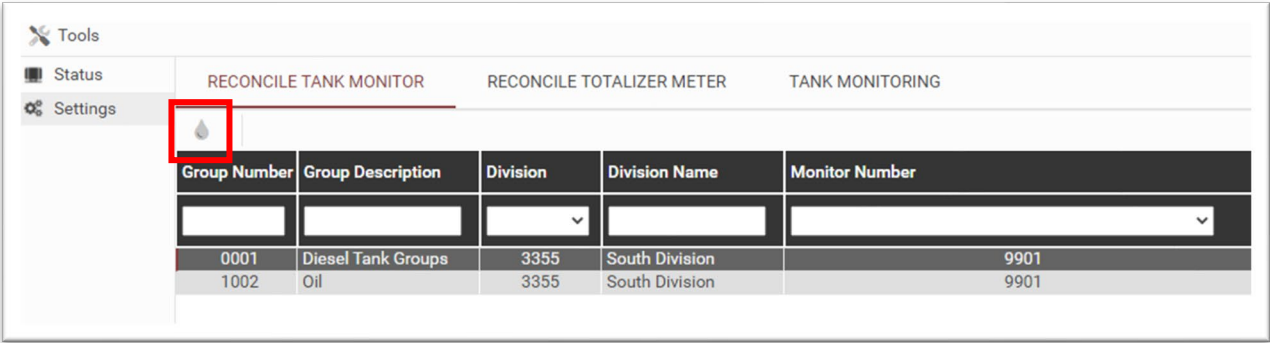 Tools
Status
Settings
RECONCILE TANK MONITOR RECONCILE TOTALIZER METER TANK MONITORING
Group Number Group Description Division Division Name Monitor Number
0001 Diesel Tank Groups 3355 South Division 9901
1002 Oil 3355 South Division 9901